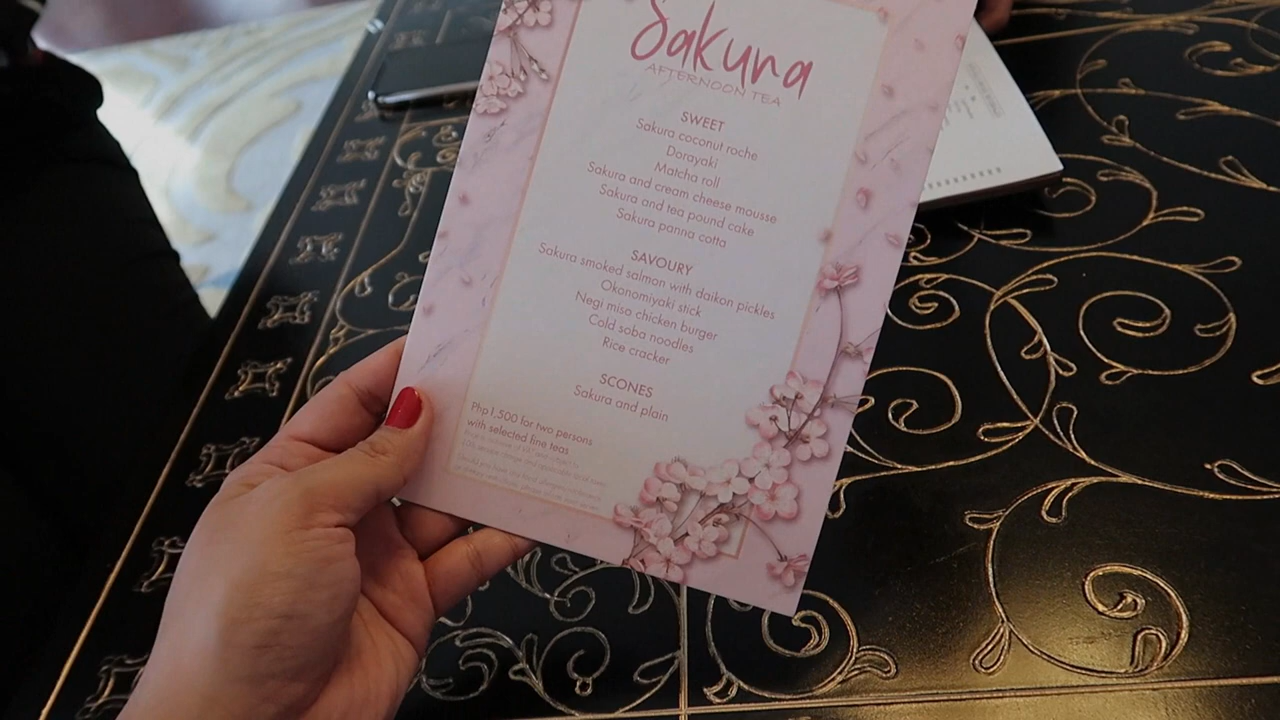 Sakura
AFTERNOON TEA
SWEET
Sakura coconut roche
Dorayaki
Matcha roll
Sakura and cream cheese mousse
Sakura and tea pound cake
Sakura panna cotta
SAVOURY
Sakura smoked salmon with daikon pickles
Okonomiyaki stick
Negi miso chicken burger
Cold soba noodles
Rice cracker
SCONES
Sakura and plain
Php1,500 for two persons
with selected fine teas